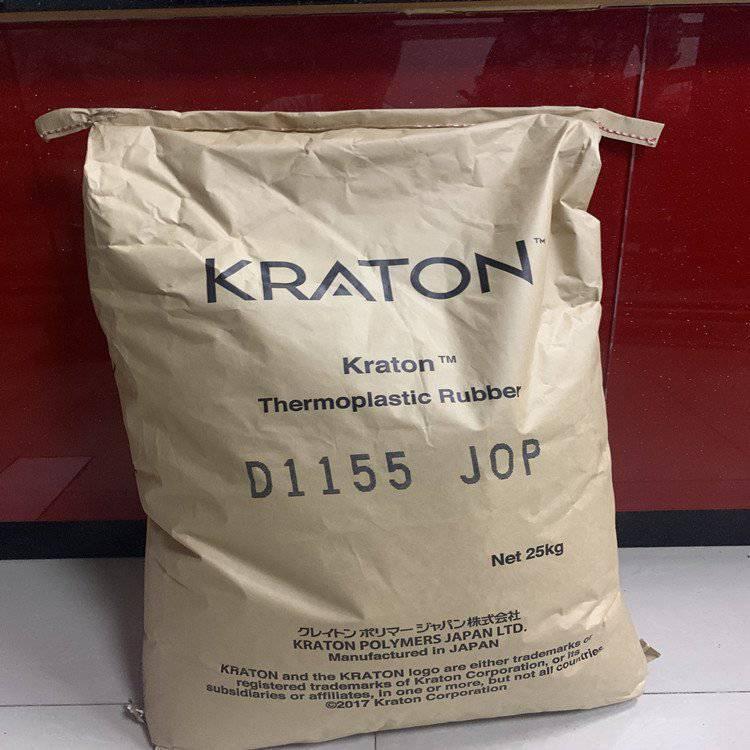 KRATON™
Kraton™
Thermoplastic Rubber
D1155 JOP
Net 25kg
クレイトン ポリマー ジャパン株式会社
KRATON POLYMERS JAPAN LTD.
Manufactured in JAPAN
KRATON and the KRATON logo are either trademarks or
registered trademarks of Kraton Corporation, or its
subsidiaries or affiliates, in one or more, but not all countries
©2017 Kraton Corporation